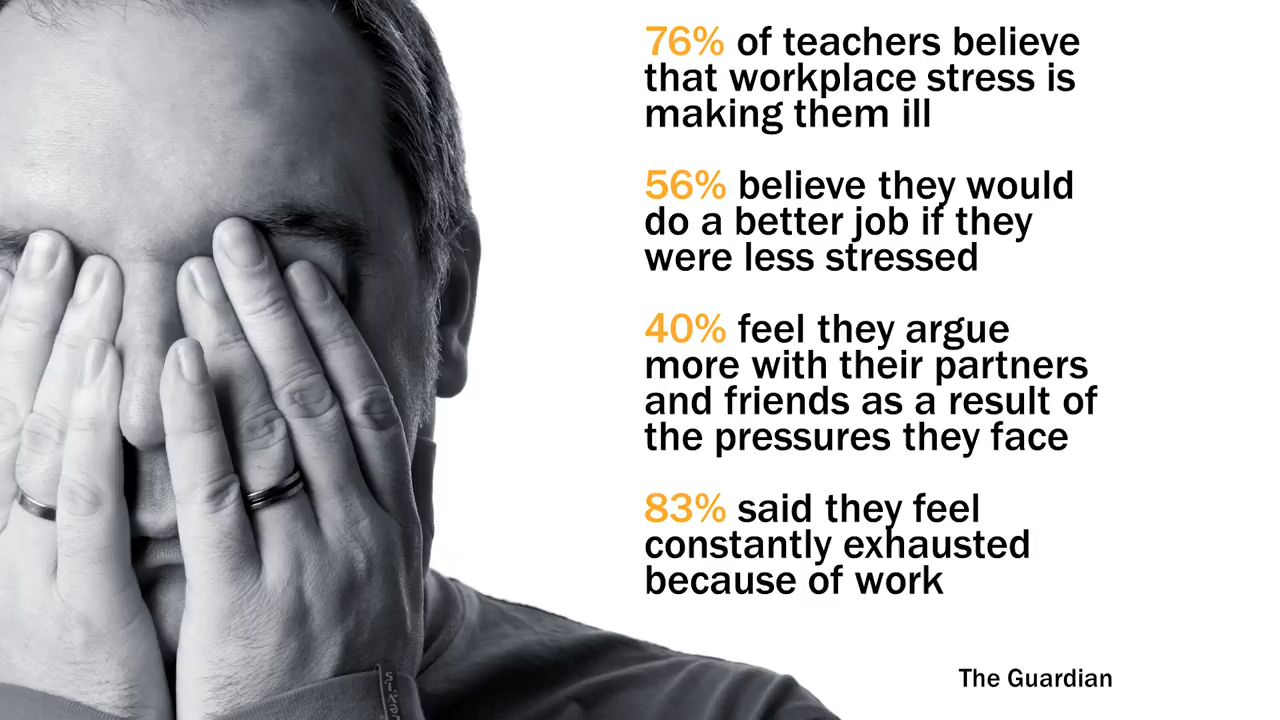 76% of teachers believe
that workplace stress is
making them ill
56% believe they would
do a better job if they
were less stressed
40% feel they argue
more with their partners
and friends as a result of
the pressures they face
83% said they feel
constantly exhausted
because of work
The Guardian